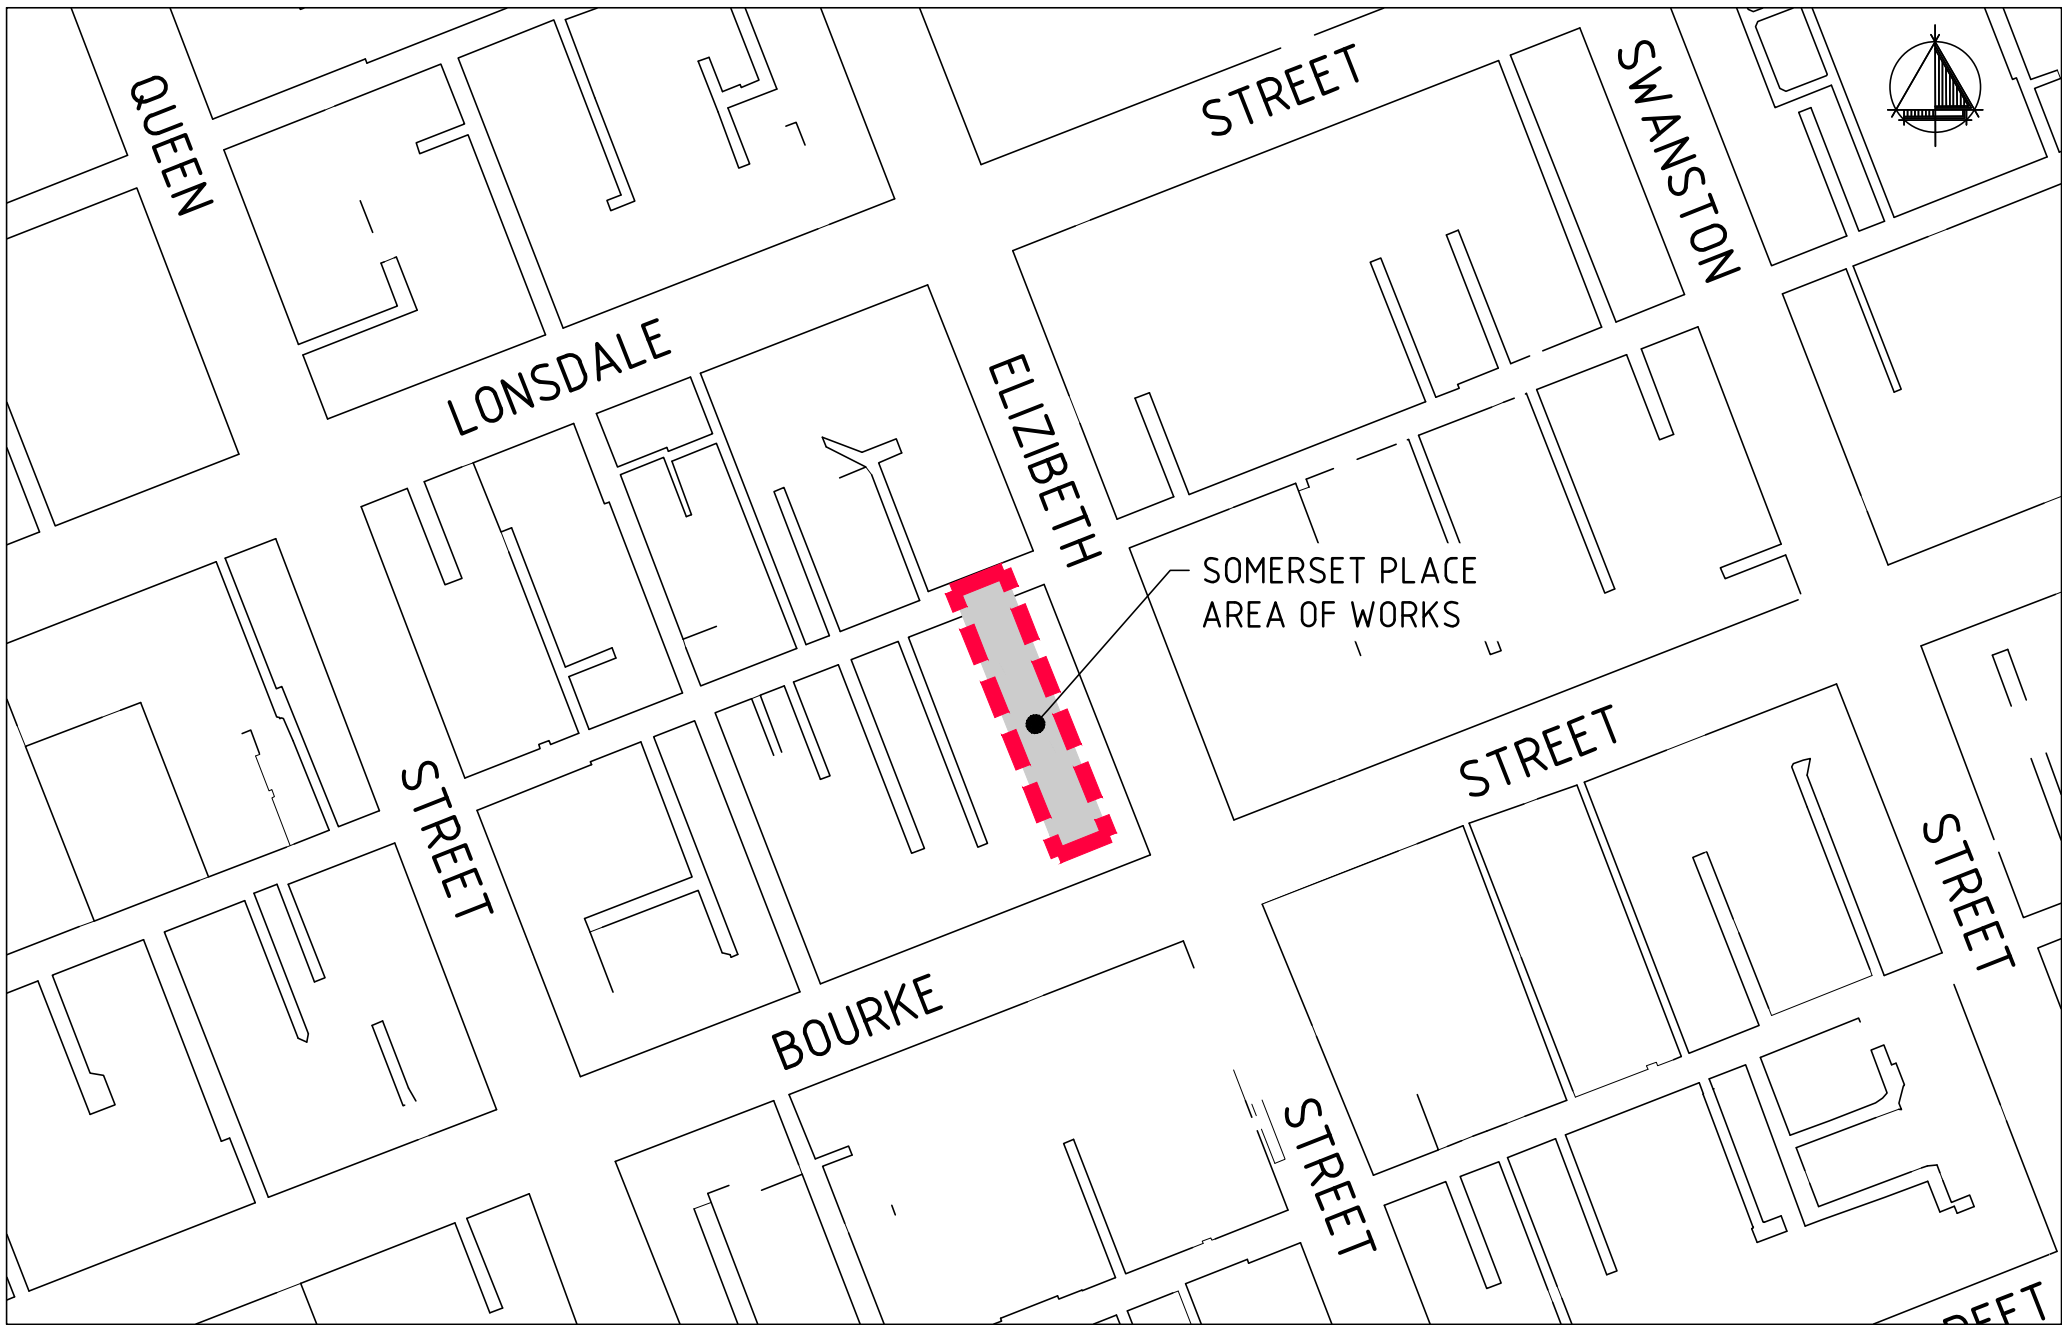 STREET
SWANSTON
QUEEN
LONSDALE
ELIZIBETH
SOMERSET PLACE
AREA OF WORKS
STREET
STREET
STREET
BOURKE
STREET